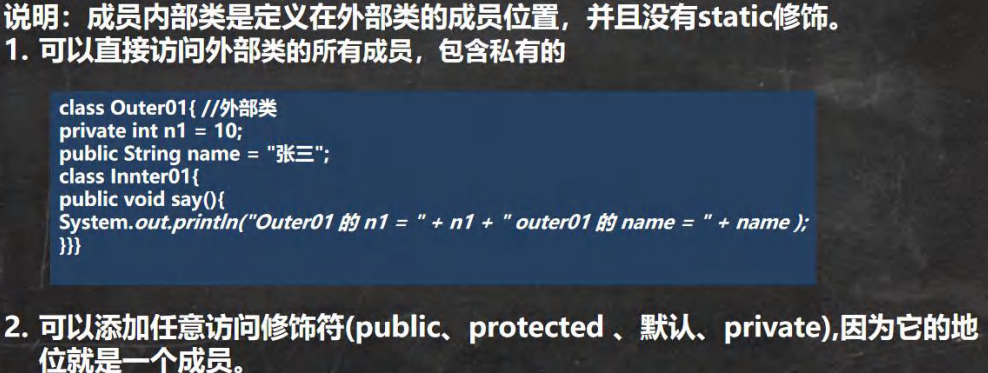 说明：成员内部类是定义在外部类的成员位置，并且没有static修饰。
1. 可以直接访问外部类的所有成员，包含私有的
class Outer01{ //外部类
private int n1 = 10;
public String name = "张三";
class Innter01{
public void say(){
System.out.println("Outer01 的 n1 = " + n1 + " outer01 的 name = " + name );
}}}
2. 可以添加任意访问修饰符(public、protected 、默认、private),因为它的地
位就是一个成员。